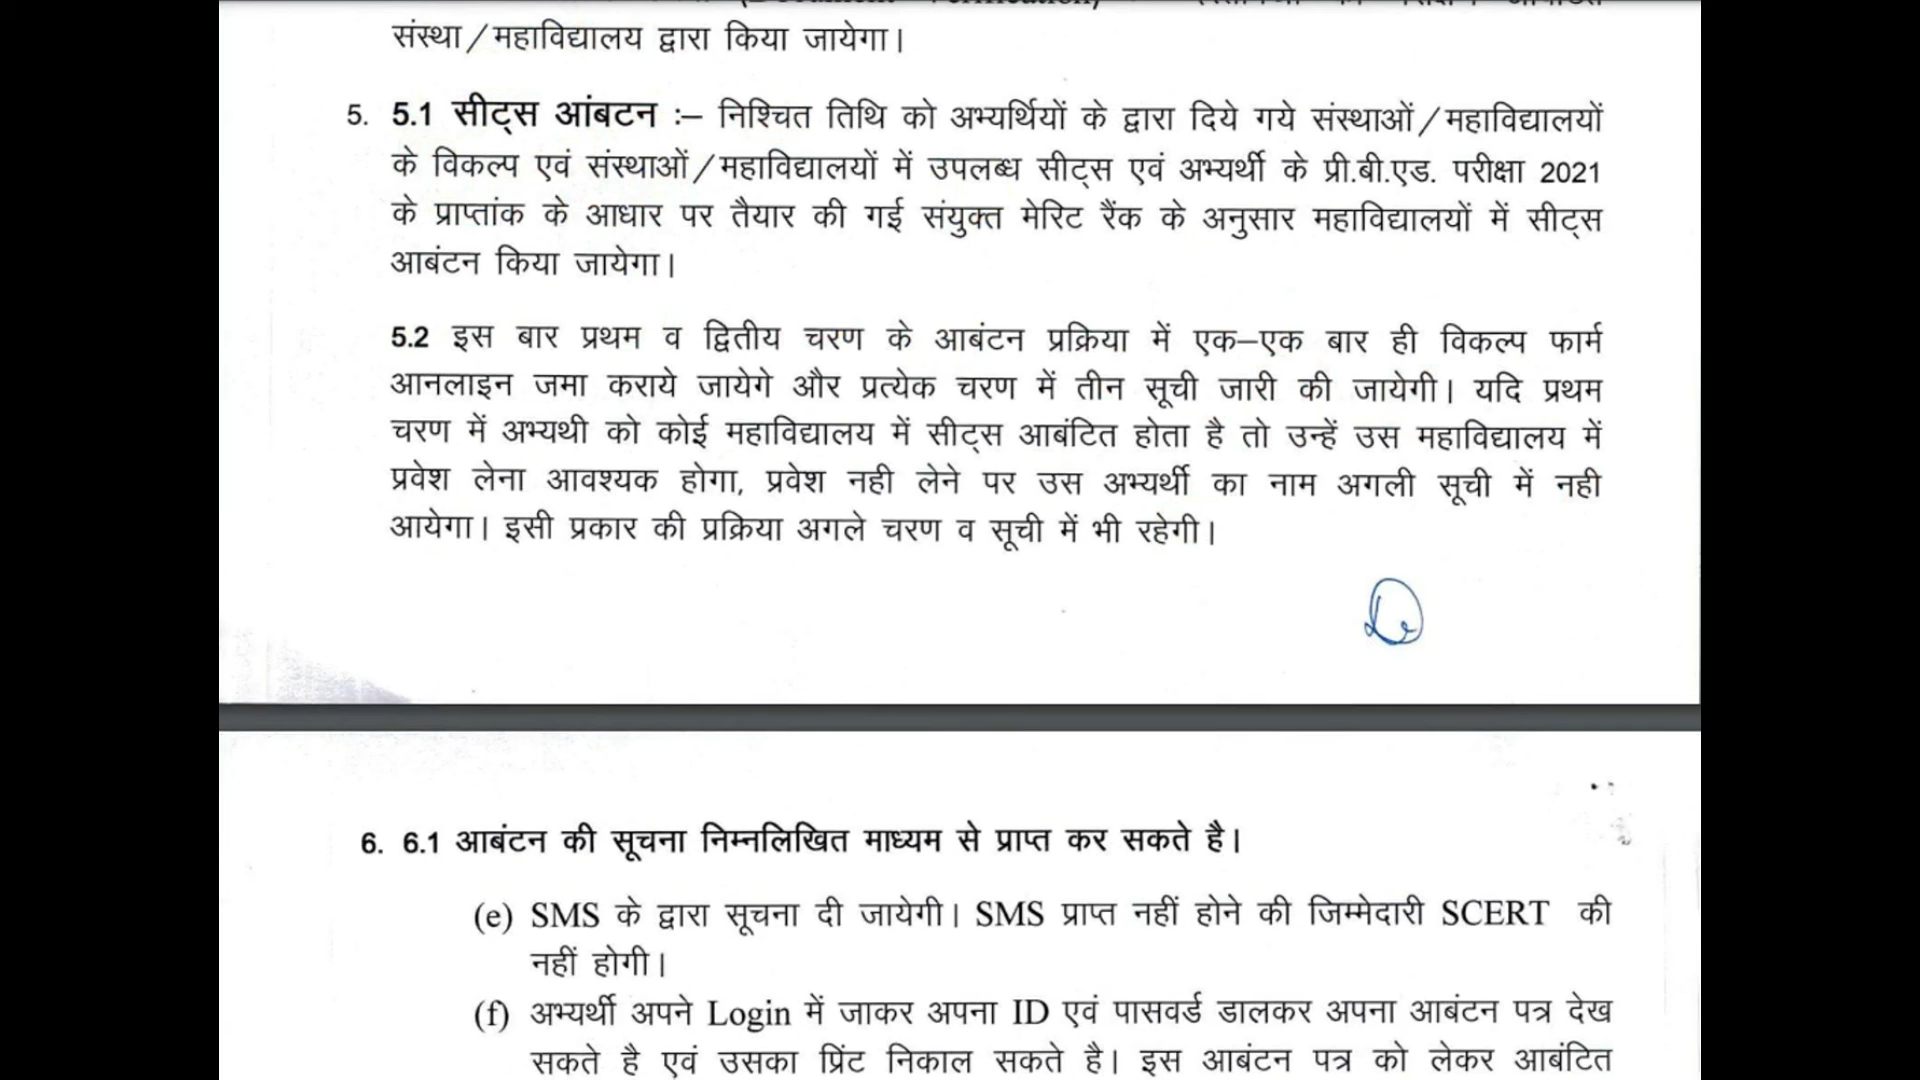 संस्था/महाविद्यालय द्वारा किया जायेगा।
5. 5.1 सीट्स आंबटन :– निश्चित तिथि को अभ्यर्थियों के द्वारा दिये गये संस्थाओं/महाविद्यालयों
के विकल्प एवं संस्थाओं/महाविद्यालयों में उपलब्ध सीट्स एवं अभ्यर्थी के प्री.बी.एड. परीक्षा 2021
के प्राप्तांक के आधार पर तैयार की गई संयुक्त मेरिट रैंक के अनुसार महाविद्यालयों में सीट्स
आबंटन किया जायेगा।
5.2 इस बार प्रथम व द्वितीय चरण के आबंटन प्रक्रिया में एक–एक बार ही विकल्प फार्म
आनलाइन जमा कराये जायेगे और प्रत्येक चरण में तीन सूची जारी की जायेगी। यदि प्रथम
चरण में अभ्यथी को कोई महाविद्यालय में सीट्स आबंटित होता है तो उन्हें उस महाविद्यालय में
प्रवेश लेना आवश्यक होगा, प्रवेश नही लेने पर उस अभ्यर्थी का नाम अगली सूची में नही
आयेगा। इसी प्रकार की प्रक्रिया अगले चरण व सूची में भी रहेगी।
6. 6.1 आबंटन की सूचना निम्नलिखित माध्यम से प्राप्त कर सकते है।
(e) SMS के द्वारा सूचना दी जायेगी। SMS प्राप्त नहीं होने की जिम्मेदारी SCERT की
नहीं होगी।
(f) अभ्यर्थी अपने Login में जाकर अपना ID एवं पासवर्ड डालकर अपना आबंटन पत्र देख
सकते है एवं उसका प्रिंट निकाल सकते है। इस आबंटन पत्र को लेकर आबंटित